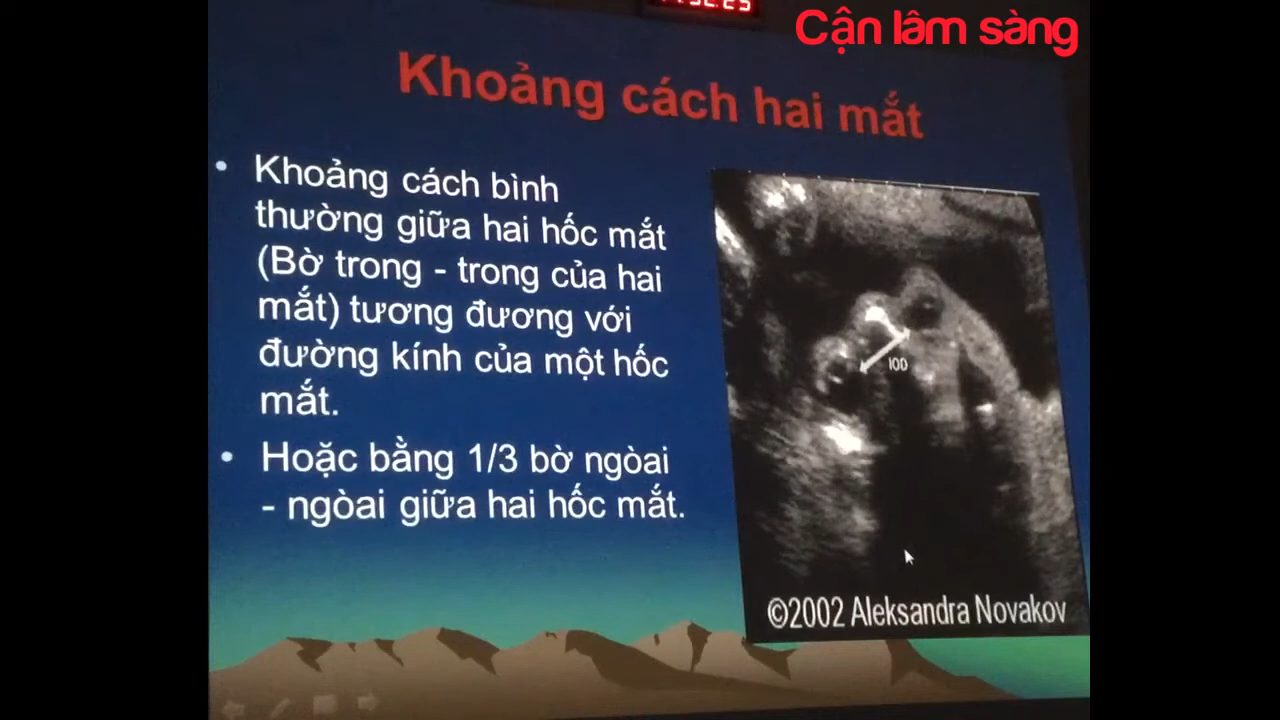 Cận lâm sàng
Khoảng cách hai mắt
• Khoảng cách bình
thường giữa hai hốc mắt
(Bờ trong - trong của hai
mắt) tương đương với
đường kính của một hốc
mắt.
• Hoặc bằng 1/3 bờ ngòai
- ngòai giữa hai hốc mắt.
IOD
©2002 Aleksandra Novakov